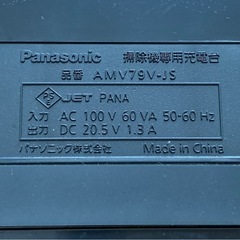 Panasonic 掃除機専用充電台
品番 AMV79V-JS
PS E JET PANA
入力 AC 100 V 60 VA 50-60 Hz
出力 DC 20.5 V 1.3 A
パナソニック株式会社 Made in China